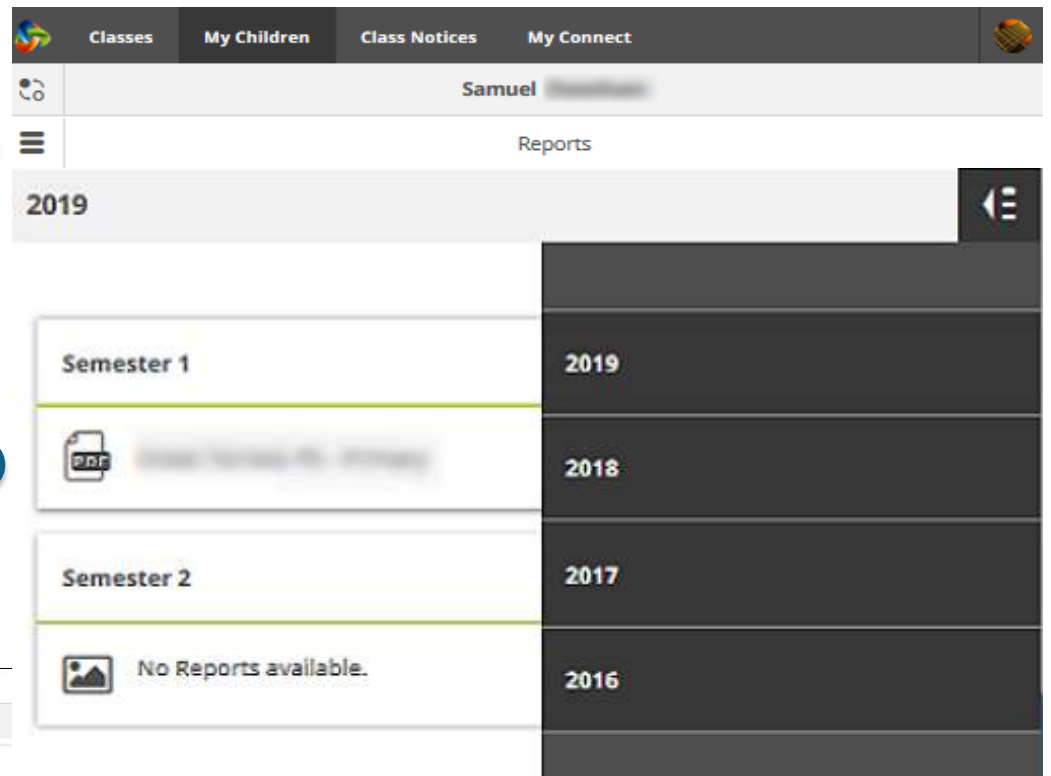 Classes My Children Class Notices My Connect
Samuel
Reports
2019
Semester 1
PDF
Semester 2
No Reports available.
2019
2018
2017
2016